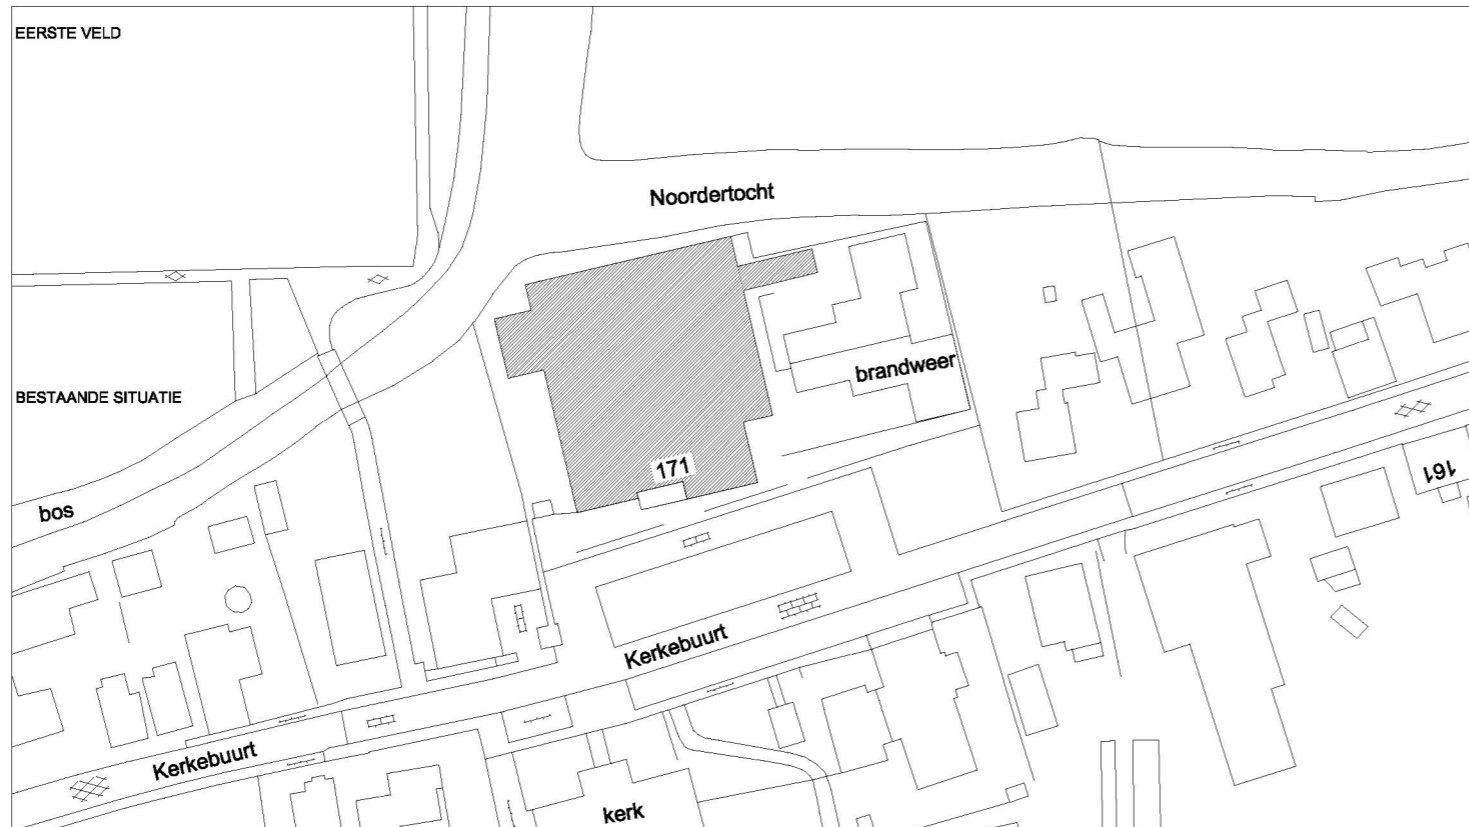 EERSTE VELD
Noordertocht
brandweer
BESTAANDE SITUATIE
171
161
bos
Kerkebuurt
Kerkebuurt
kerk